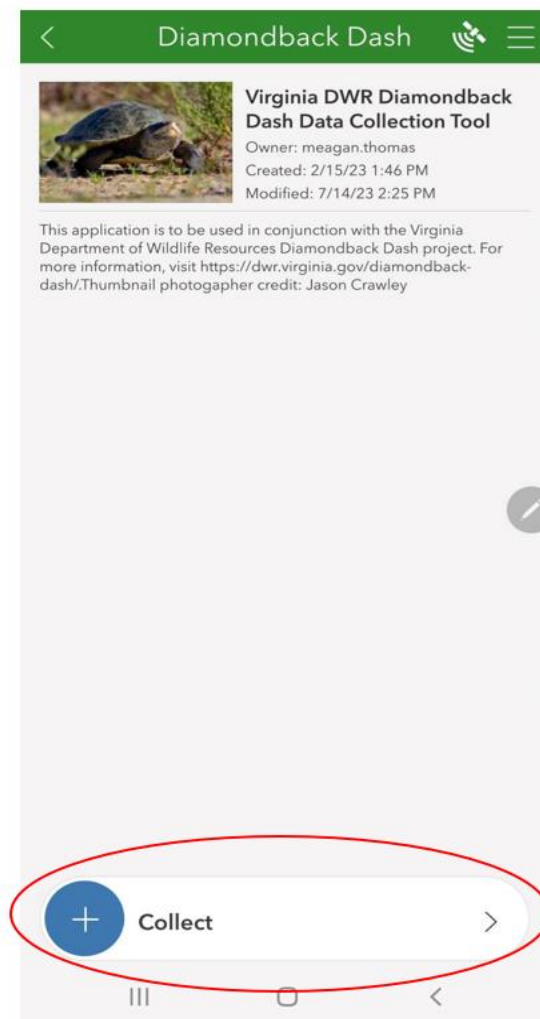 Diamondback Dash
Virginia DWR Diamondback
Dash Data Collection Tool
Owner: meagan.thomas
Created: 2/15/23 1:46 PM
Modified: 7/14/23 2:25 PM
This application is to be used in conjunction with the Virginia
Department of Wildlife Resources Diamondback Dash project. For
more information, visit https://dwr.virginia.gov/diamondback-
dash/.Thumbnail photogapher credit: Jason Crawley
Collect